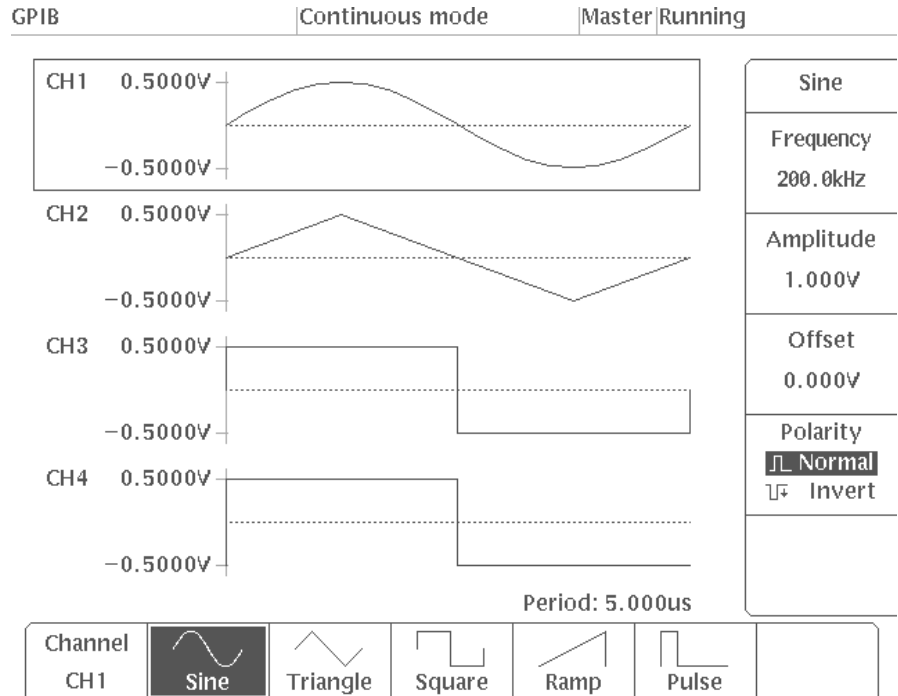 GPIB Continuous mode Master Running
CH1 0.5000V
-0.5000V
CH2 0.5000V
-0.5000V
CH3 0.5000V
-0.5000V
CH4 0.5000V
-0.5000V
Period: 5.000us
Sine
Frequency
200.0kHz
Amplitude
1.000V
Offset
0.000V
Polarity
Normal
Invert
Channel
CH1
Sine
Triangle
Square
Ramp
Pulse